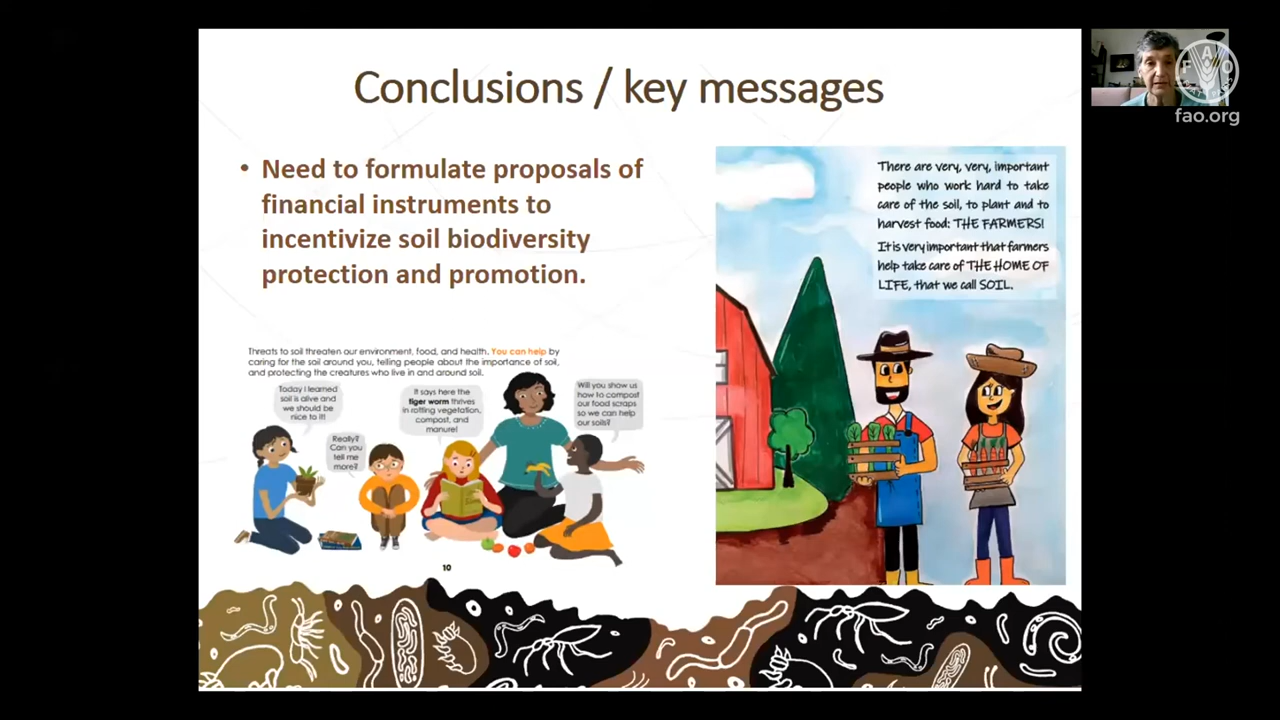 Conclusions / key messages
• Need to formulate proposals of
financial instruments to
incentivize soil biodiversity
protection and promotion.
There are very, very, important
people who work hard to take
care of the soil, to plant and to
harvest food: THE FARMERS!
It is very important that farmers
help take care of THE HOME OF
LIFE, that we call SOIL.
Threats to soil threaten our environment, food, and health. You can help by
caring for the soil around you, telling people about the importance of soil,
and protecting the creatures who live in and around soil.
Today I learned
soil is alive and
we should be
nice to it!
Really?
Can you
tell me
more?
It says here the
tiger worm thrives
in rotting vegetation,
compost, and
manure!
Will you show us
how to compost
our food scraps
so we can help
our soils?
10
F A O
fao.org